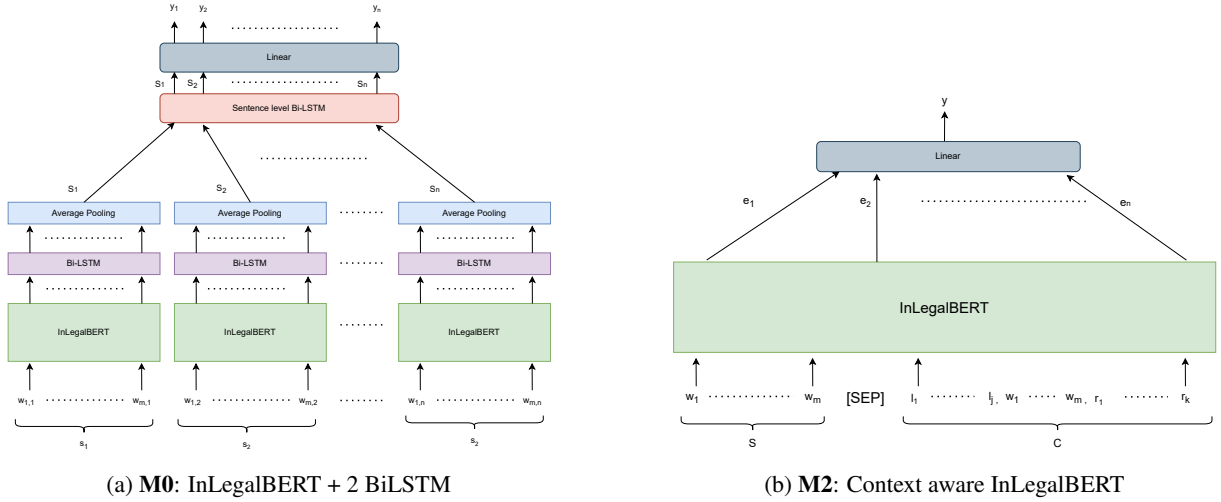 y1 y2 yn
Linear
S1 S2 Sn
Sentence level Bi-LSTM
S1 S2 Sn
Average Pooling Average Pooling Average Pooling
Bi-LSTM Bi-LSTM Bi-LSTM
InLegalBERT InLegalBERT InLegalBERT
w1,1 wm,1 w1,2 wm,2 w1,n wm,n
s1 s2 s2
(a) M0: InLegalBERT + 2 BiLSTM
y
Linear
e1 e2 en
InLegalBERT
w1 wm [SEP] l1 lj, w1 wm, r1 rk
S C
(b) M2: Context aware InLegalBERT